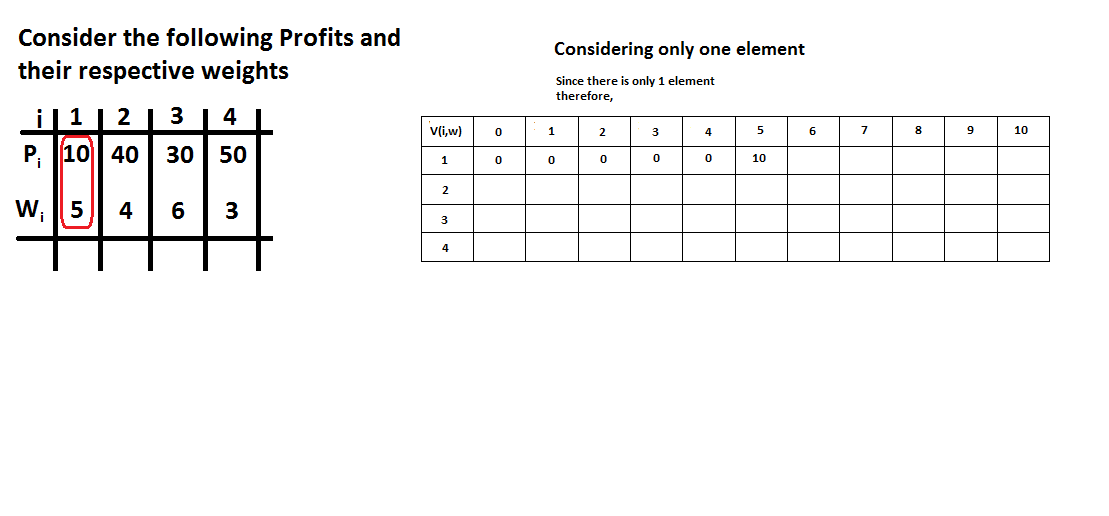 Consider the following Profits and
their respective weights
i 1 2 3 4
Pi 10 40 30 50
Wi 5 4 6 3
Considering only one element
Since there is only 1 element
therefore,
V(i,w) 0 1 2 3 4 5 6 7 8 9 10
1 0 0 0 0 0 10
2
3
4